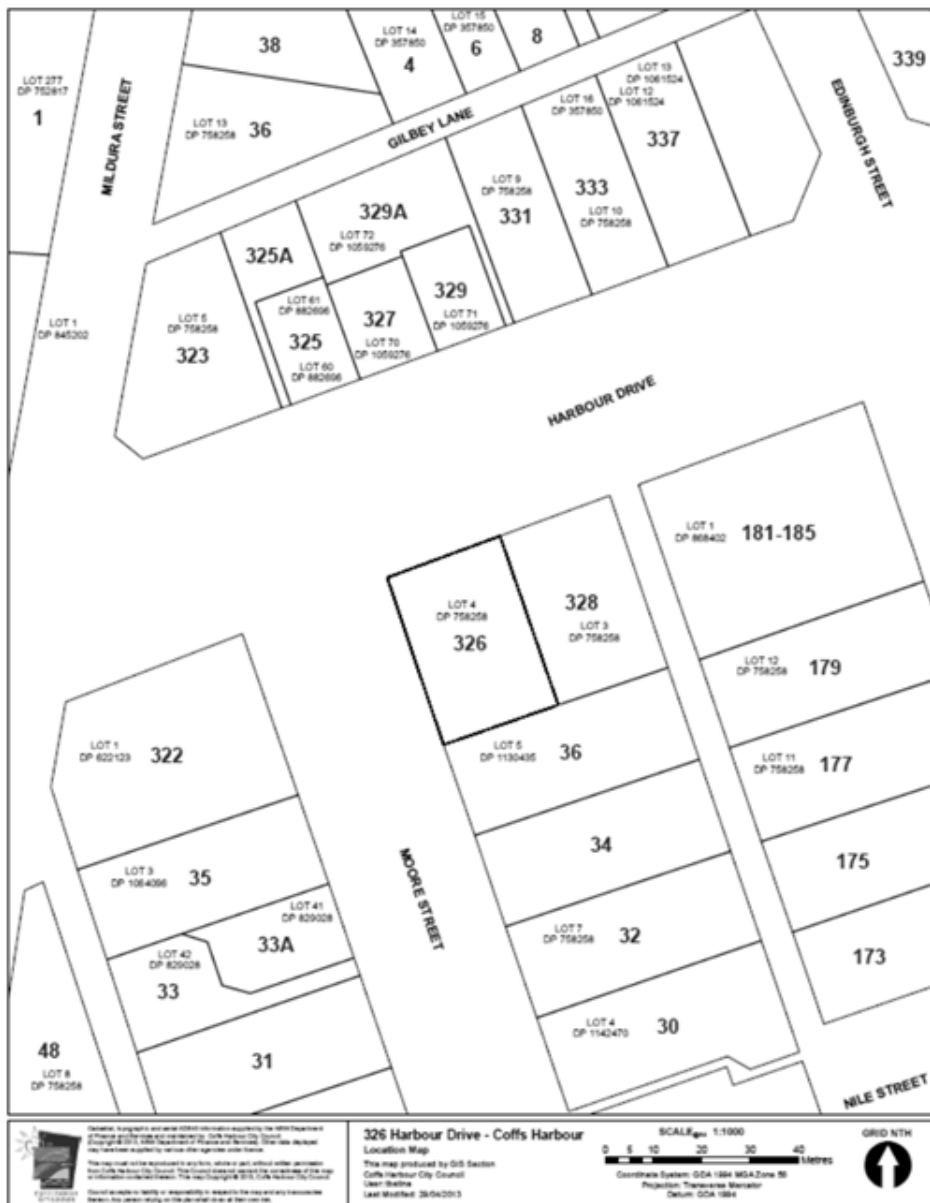 LOT 277
DP 752817
1
MILDURA STREET
38
LOT 14
DP 357850
4
LOT 15
DP 357850
6
8
339
LOT 13
DP 758258
36
GILBEY LANE
LOT 13
DP 1061524
LOT 12
DP 1061524
337
EDINBURGH STREET
LOT 16
DP 357850
333
LOT 10
DP 758258
LOT 9
DP 758258
331
329A
LOT 72
DP 1059276
325A
LOT 61
DP 882696
325
LOT 60
DP 882696
327
LOT 70
DP 1059276
329
LOT 71
DP 1059276
LOT 5
DP 758258
323
LOT 1
DP 845202
HARBOUR DRIVE
LOT 1
DP 868402
181-185
LOT 4
DP 758258
326
328
LOT 3
DP 758258
LOT 12
DP 758258
179
LOT 1
DP 622123
322
LOT 5
DP 1130435
36
LOT 11
DP 758258
177
34
175
MOORE STREET
LOT 3
DP 1064096
35
LOT 41
DP 829028
33A
LOT 42
DP 829028
33
LOT 7
DP 758258
32
173
LOT 4
DP 1142470
30
31
48
LOT 8
DP 758258
NILE STREET
326 Harbour Drive - Coffs Harbour
Location Map
This map produced by GIS Section
Coffs Harbour City Council
Last Modified: 29/04/2013
SCALE 1:1000
0 10 20 30 40
Metres
Coordinate System: GDA 1994 MGA Zone 56
Projection: Transverse Mercator
Datum: GDA 1994
GRID NTH